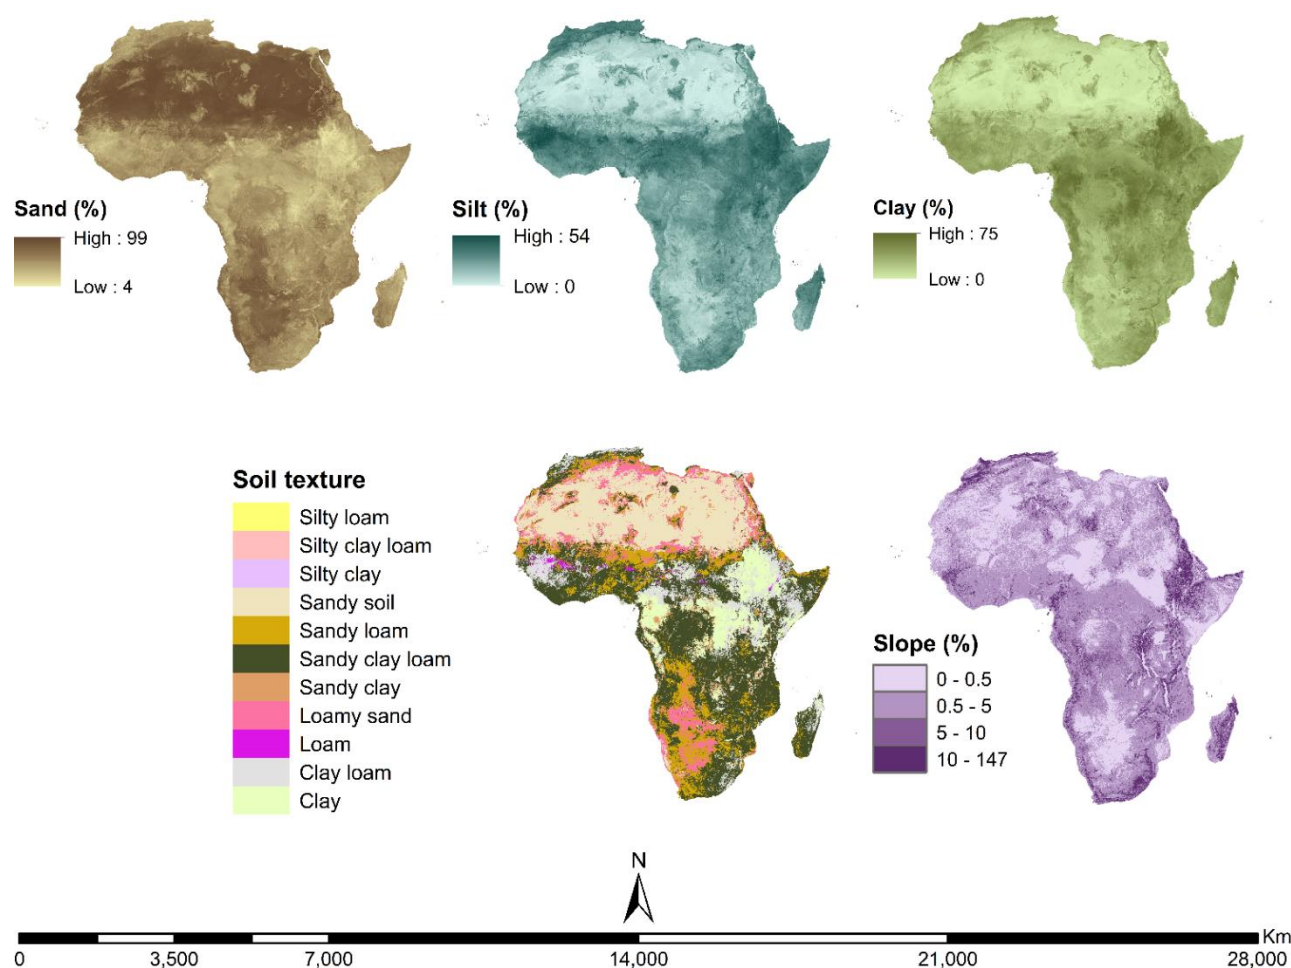 Sand (%)
High : 99
Low : 4
Silt (%)
High : 54
Low : 0
Clay (%)
High : 75
Low : 0
Soil texture
Silty loam
Silty clay loam
Silty clay
Sandy soil
Sandy loam
Sandy clay loam
Sandy clay
Loamy sand
Loam
Clay loam
Clay
Slope (%)
0 - 0.5
0.5 - 5
5 - 10
10 - 147
N
Km
0 3,500 7,000 14,000 21,000 28,000